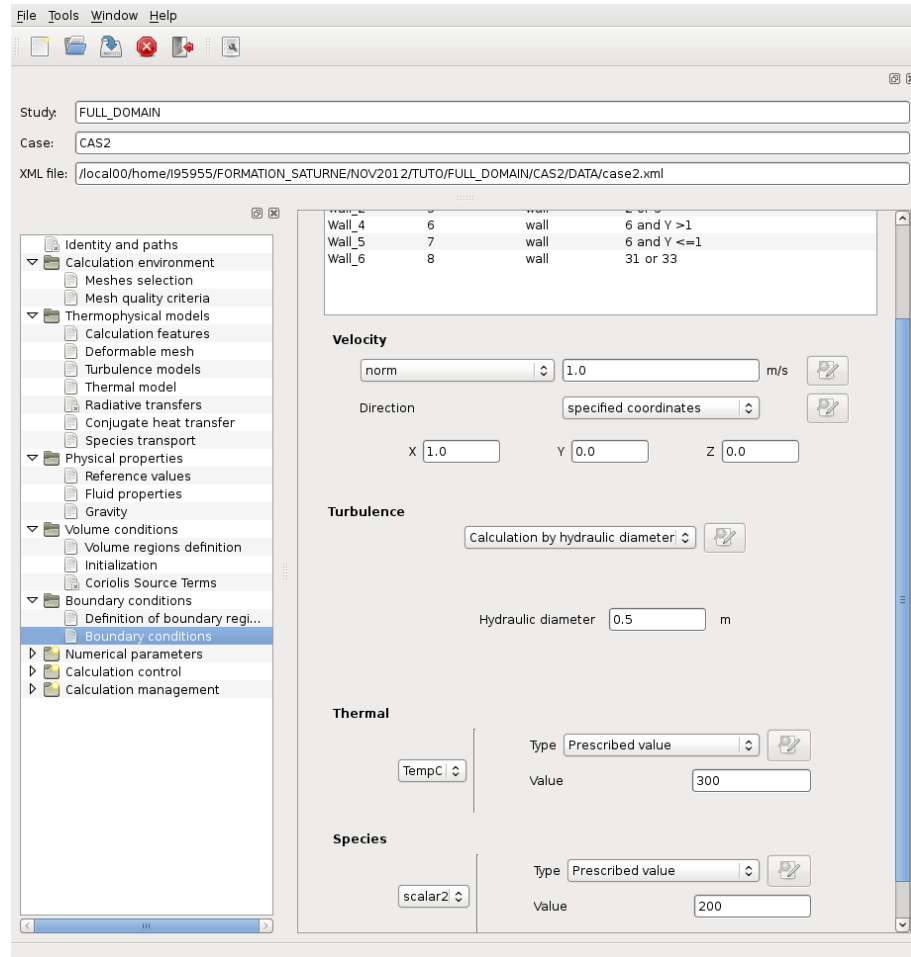 File Tools Window Help
Study: FULL_DOMAIN
Case: CAS2
XML file: /local00/home/I95955/FORMATION_SATURNE/NOV2012/TUTO/FULL_DOMAIN/CAS2/DATA/case2.xml
Identity and paths
Calculation environment
Meshes selection
Mesh quality criteria
Thermophysical models
Calculation features
Deformable mesh
Turbulence models
Thermal model
Radiative transfers
Conjugate heat transfer
Species transport
Physical properties
Reference values
Fluid properties
Gravity
Volume conditions
Volume regions definition
Initialization
Coriolis Source Terms
Boundary conditions
Definition of boundary regi...
Boundary conditions
Numerical parameters
Calculation control
Calculation management
Wall_4 6 wall 6 and Y >1
Wall_5 7 wall 6 and Y <=1
Wall_6 8 wall 31 or 33
Velocity
norm 1.0 m/s
Direction specified coordinates
X 1.0 Y 0.0 Z 0.0
Turbulence
Calculation by hydraulic diameter
Hydraulic diameter 0.5 m
Thermal
Type Prescribed value
TempC
Value 300
Species
Type Prescribed value
scalar2
Value 200